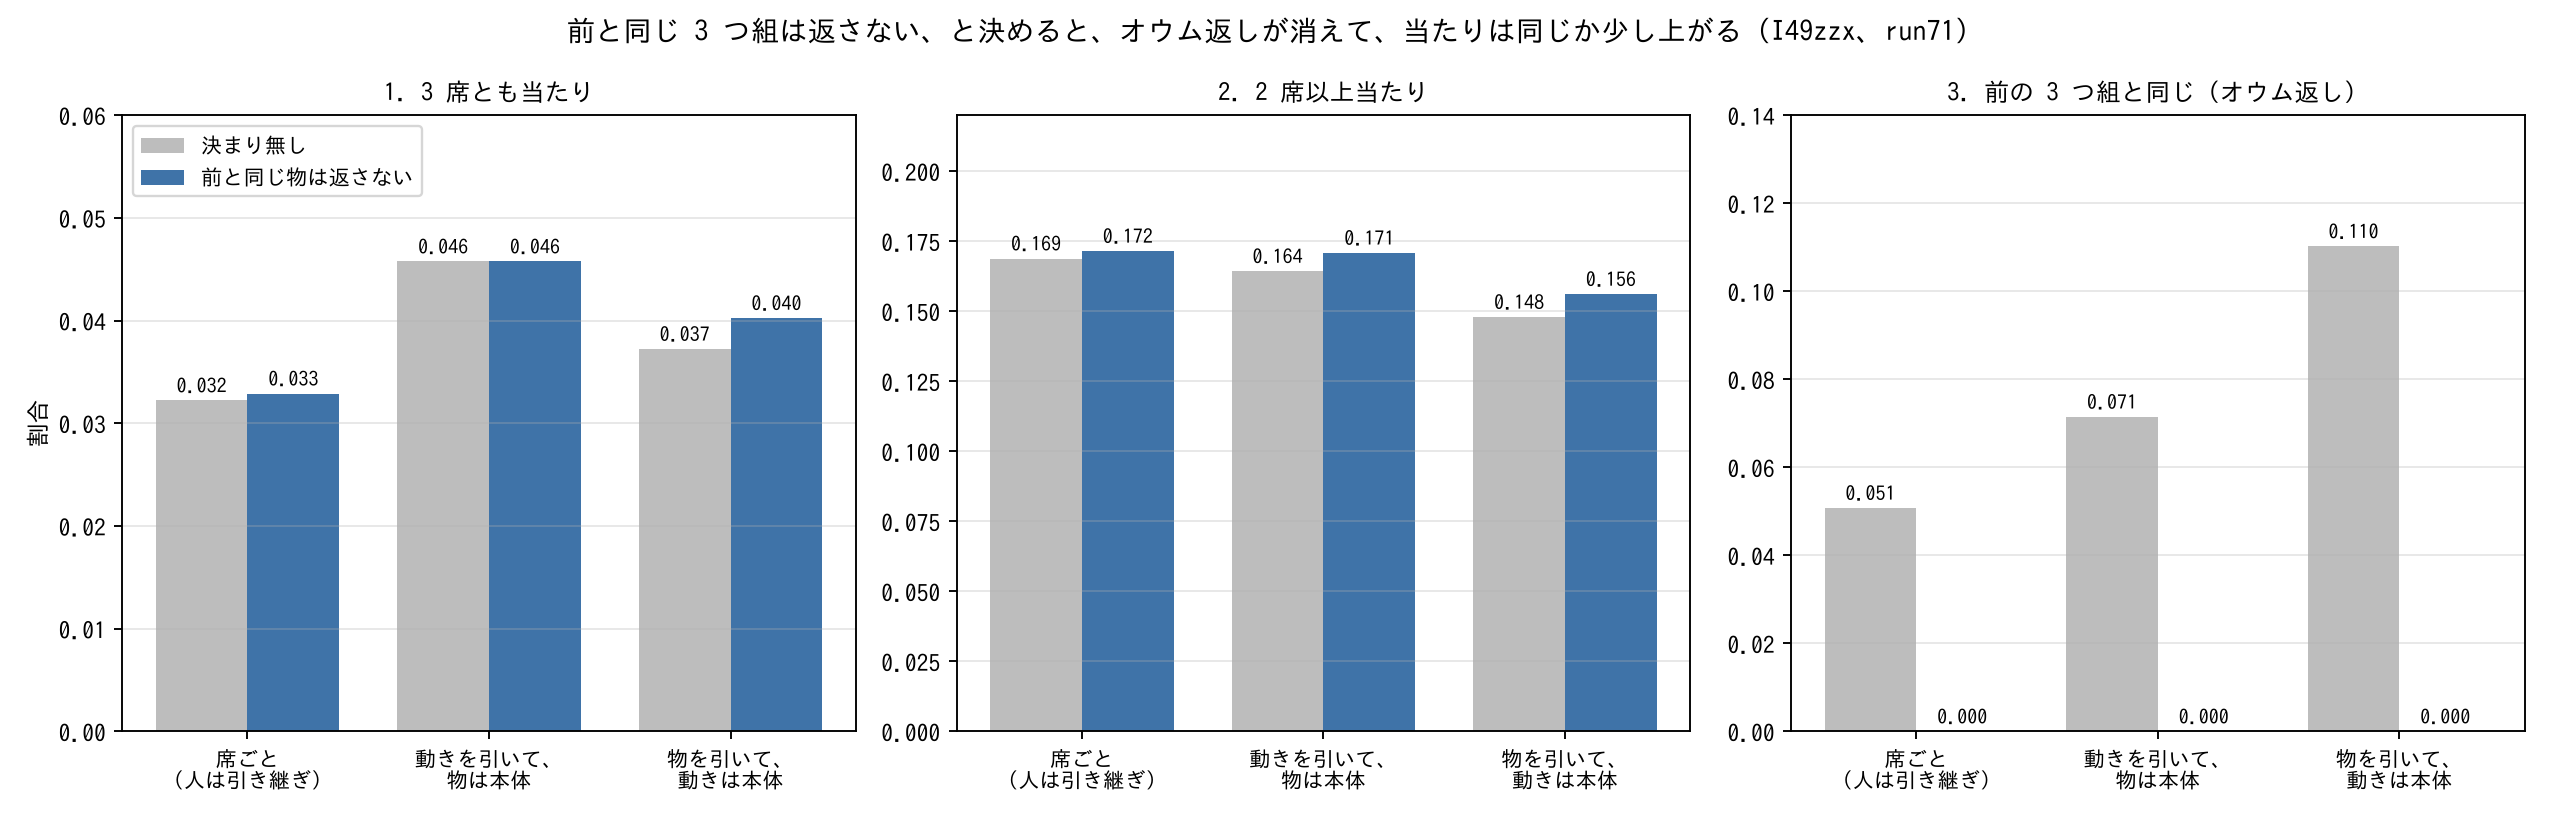 前と同じ 3 つ組は返さない、と決めると、オウム返しが消えて、当たりは同じか少し上がる（I49zzx、run71）
1. 3 席とも当たり
割合
0.06
0.05
0.04
0.03
0.02
0.01
0.00
決まり無し
前と同じ物は返さない
0.032
0.033
0.046
0.046
0.037
0.040
席ごと
（人は引き継ぎ）
動きを引いて、
物は本体
物を引いて、
動きは本体
2. 2 席以上当たり
0.200
0.175
0.150
0.125
0.100
0.075
0.050
0.025
0.000
0.169
0.172
0.164
0.171
0.148
0.156
席ごと
（人は引き継ぎ）
動きを引いて、
物は本体
物を引いて、
動きは本体
3. 前の 3 つ組と同じ（オウム返し）
0.14
0.12
0.10
0.08
0.06
0.04
0.02
0.00
0.051
0.000
0.071
0.000
0.110
0.000
席ごと
（人は引き継ぎ）
動きを引いて、
物は本体
物を引いて、
動きは本体